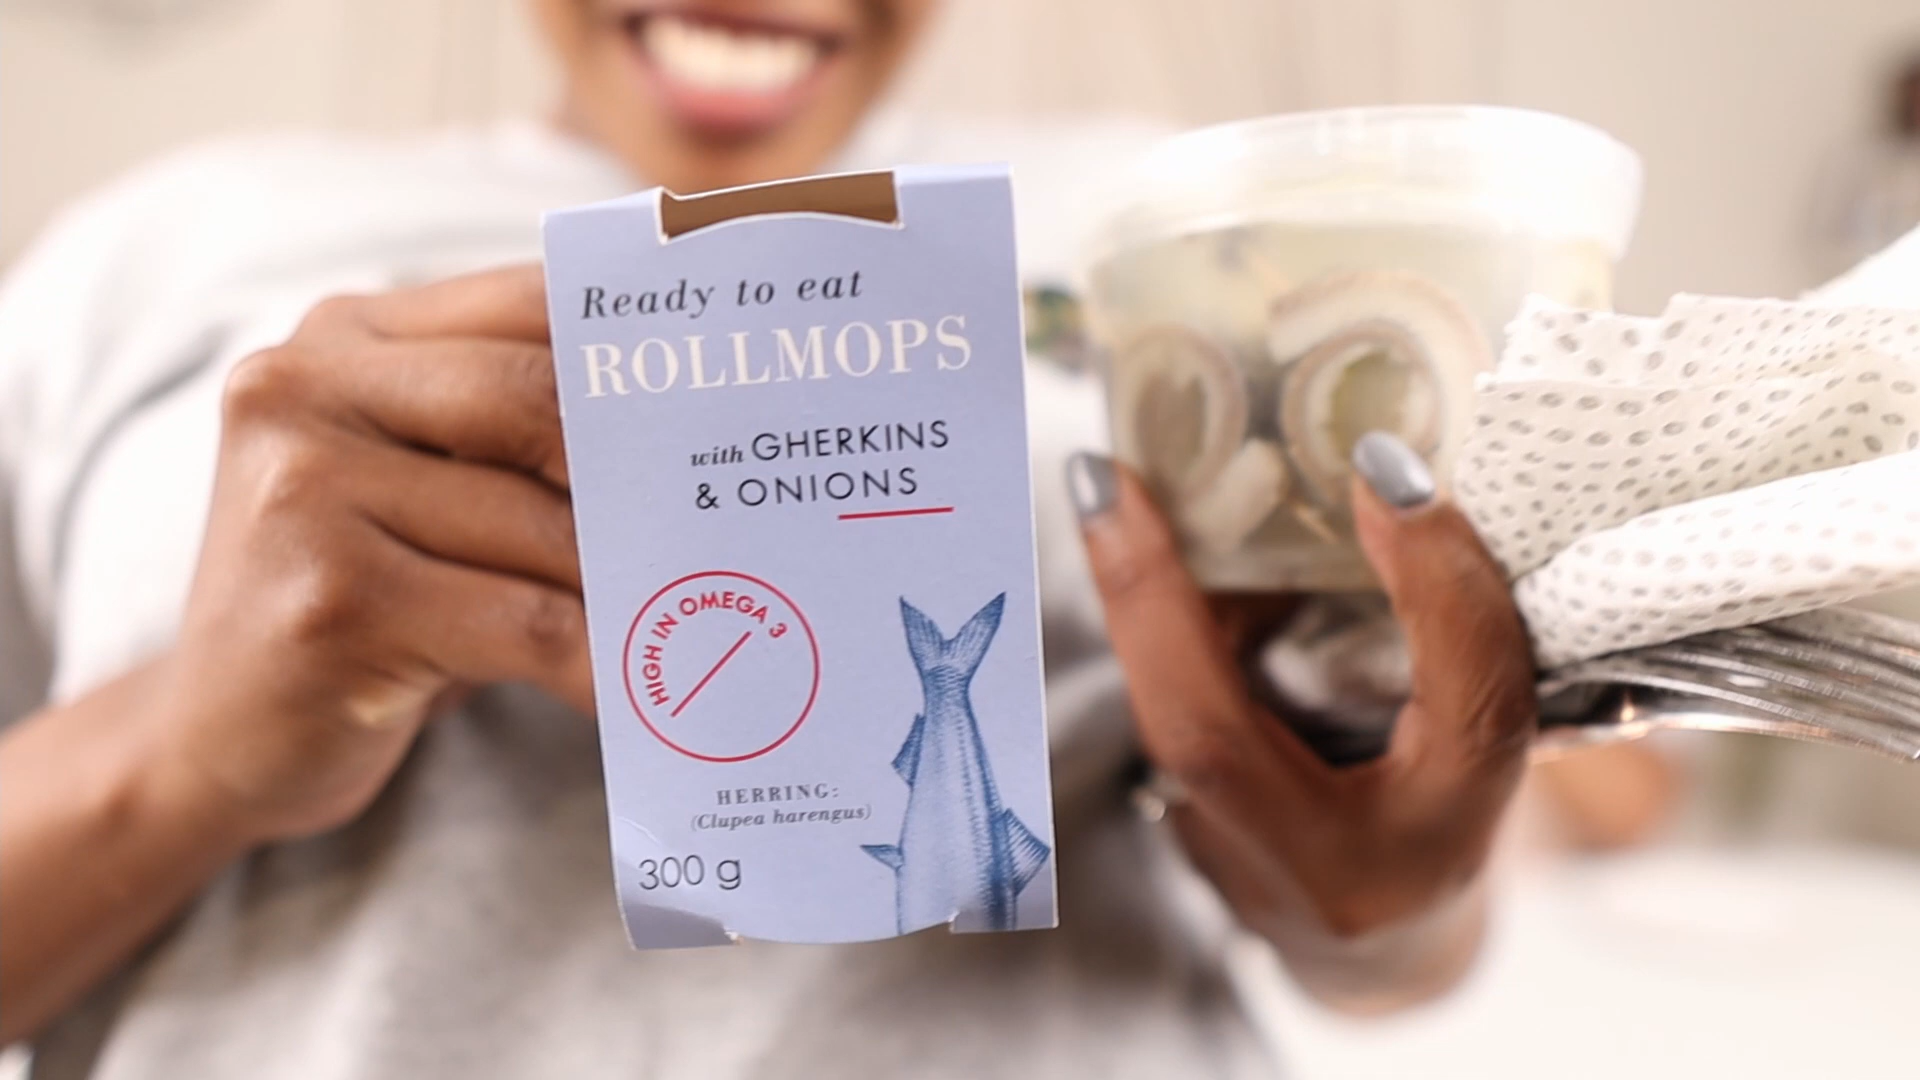 Ready to eat
ROLLMOPS
with GHERKINS
& ONIONS
HIGH IN OMEGA 3
HERRING:
(Clupea harengus)
300 g